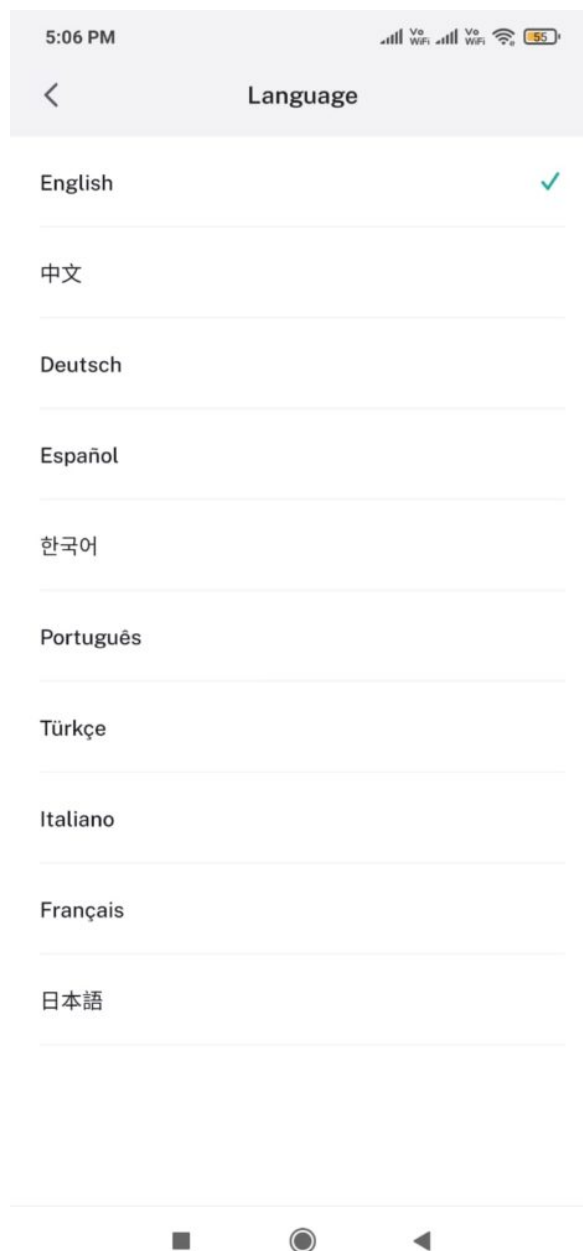 5:06 PM
Vo WiFi Vo WiFi 55
Language
English
中文
Deutsch
Español
한국어
Português
Türkçe
Italiano
Français
日本語